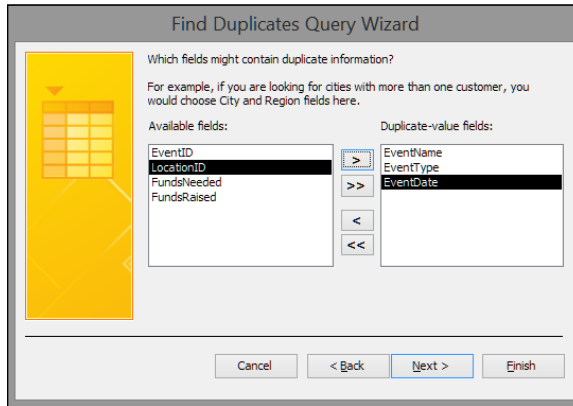 Find Duplicates Query Wizard
Which fields might contain duplicate information?
For example, if you are looking for cities with more than one customer, you
would choose City and Region fields here.
Available fields:
EventID
LocationID
FundsNeeded
FundsRaised
>
>>
<
<<
Duplicate-value fields:
EventName
EventType
EventDate
Cancel
< Back
Next >
Finish